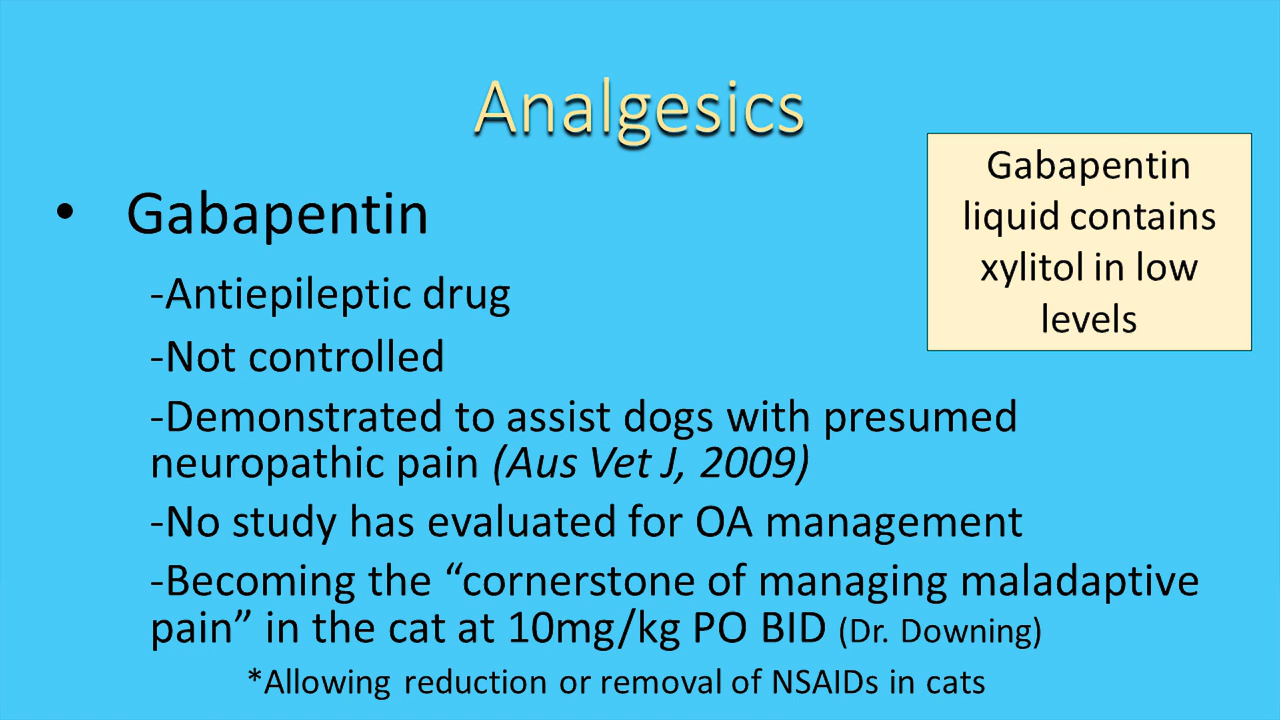 Analgesics
• Gabapentin
-Antiepileptic drug
-Not controlled
-Demonstrated to assist dogs with presumed
neuropathic pain (Aus Vet J, 2009)
-No study has evaluated for OA management
-Becoming the “cornerstone of managing maladaptive
pain” in the cat at 10mg/kg PO BID (Dr. Downing)
*Allowing reduction or removal of NSAIDs in cats
Gabapentin
liquid contains
xylitol in low
levels